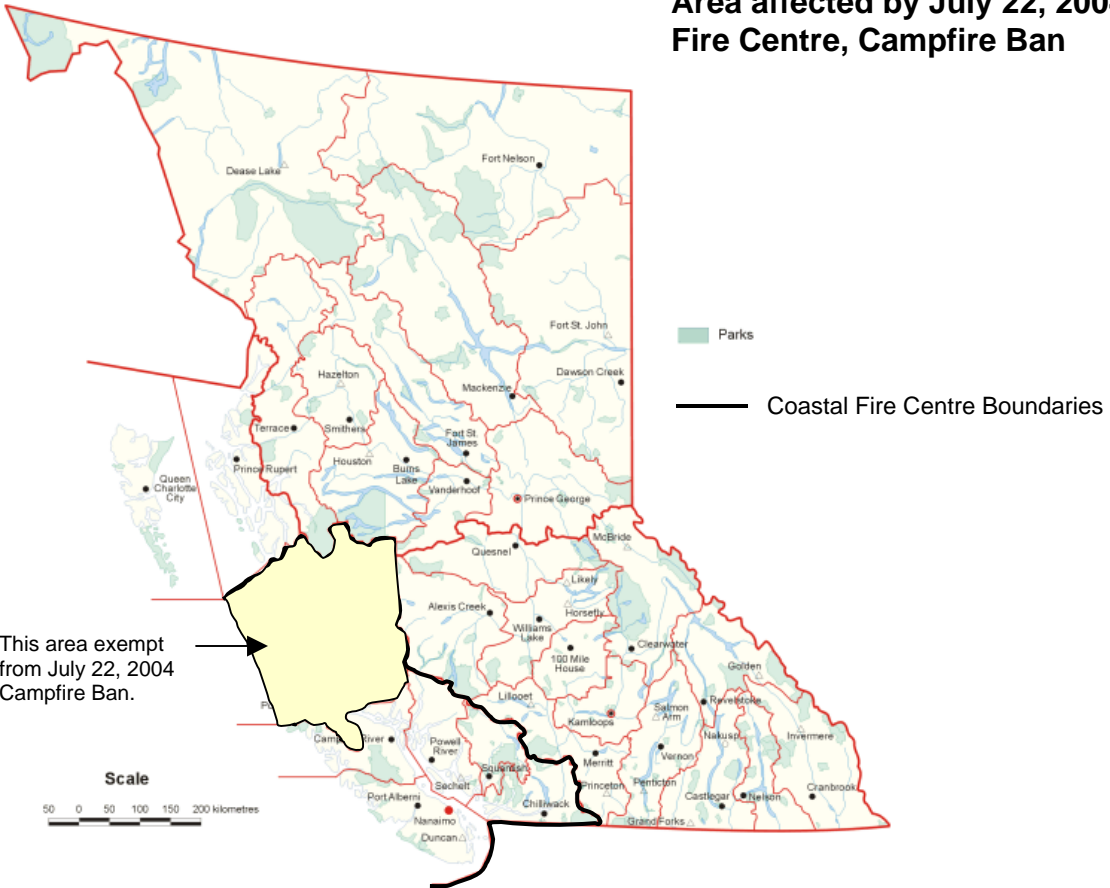 Area affected by July 22, 2004
Fire Centre, Campfire Ban
Dease Lake
Fort Nelson
Fort St. John
Parks
Dawson Creek
Hazelton
Mackenzie
Coastal Fire Centre Boundaries
Terrace
Smithers
Fort St.
James
Houston
Burns
Lake
Prince Rupert
Queen
Charlotte
City
Vanderhoof
Prince George
McBride
Quesnel
Likely
Alexis Creek
Horsefly
Williams
Lake
This area exempt
from July 22, 2004
Campfire Ban.
100 Mile
House
Clearwater
Golden
Lillooet
Revelstoke
Salmon
Arm
Kamloops
Nakusp
Invermere
River
Powell
River
Vernon
Merritt
Scale
Squamish
Sechelt
Princeton
Penticton
Castlegar
Nelson
Cranbrook
50 0 50 100 150 200 kilometres
Port Alberni
Chilliwack
Nanaimo
Grand Forks
Duncan